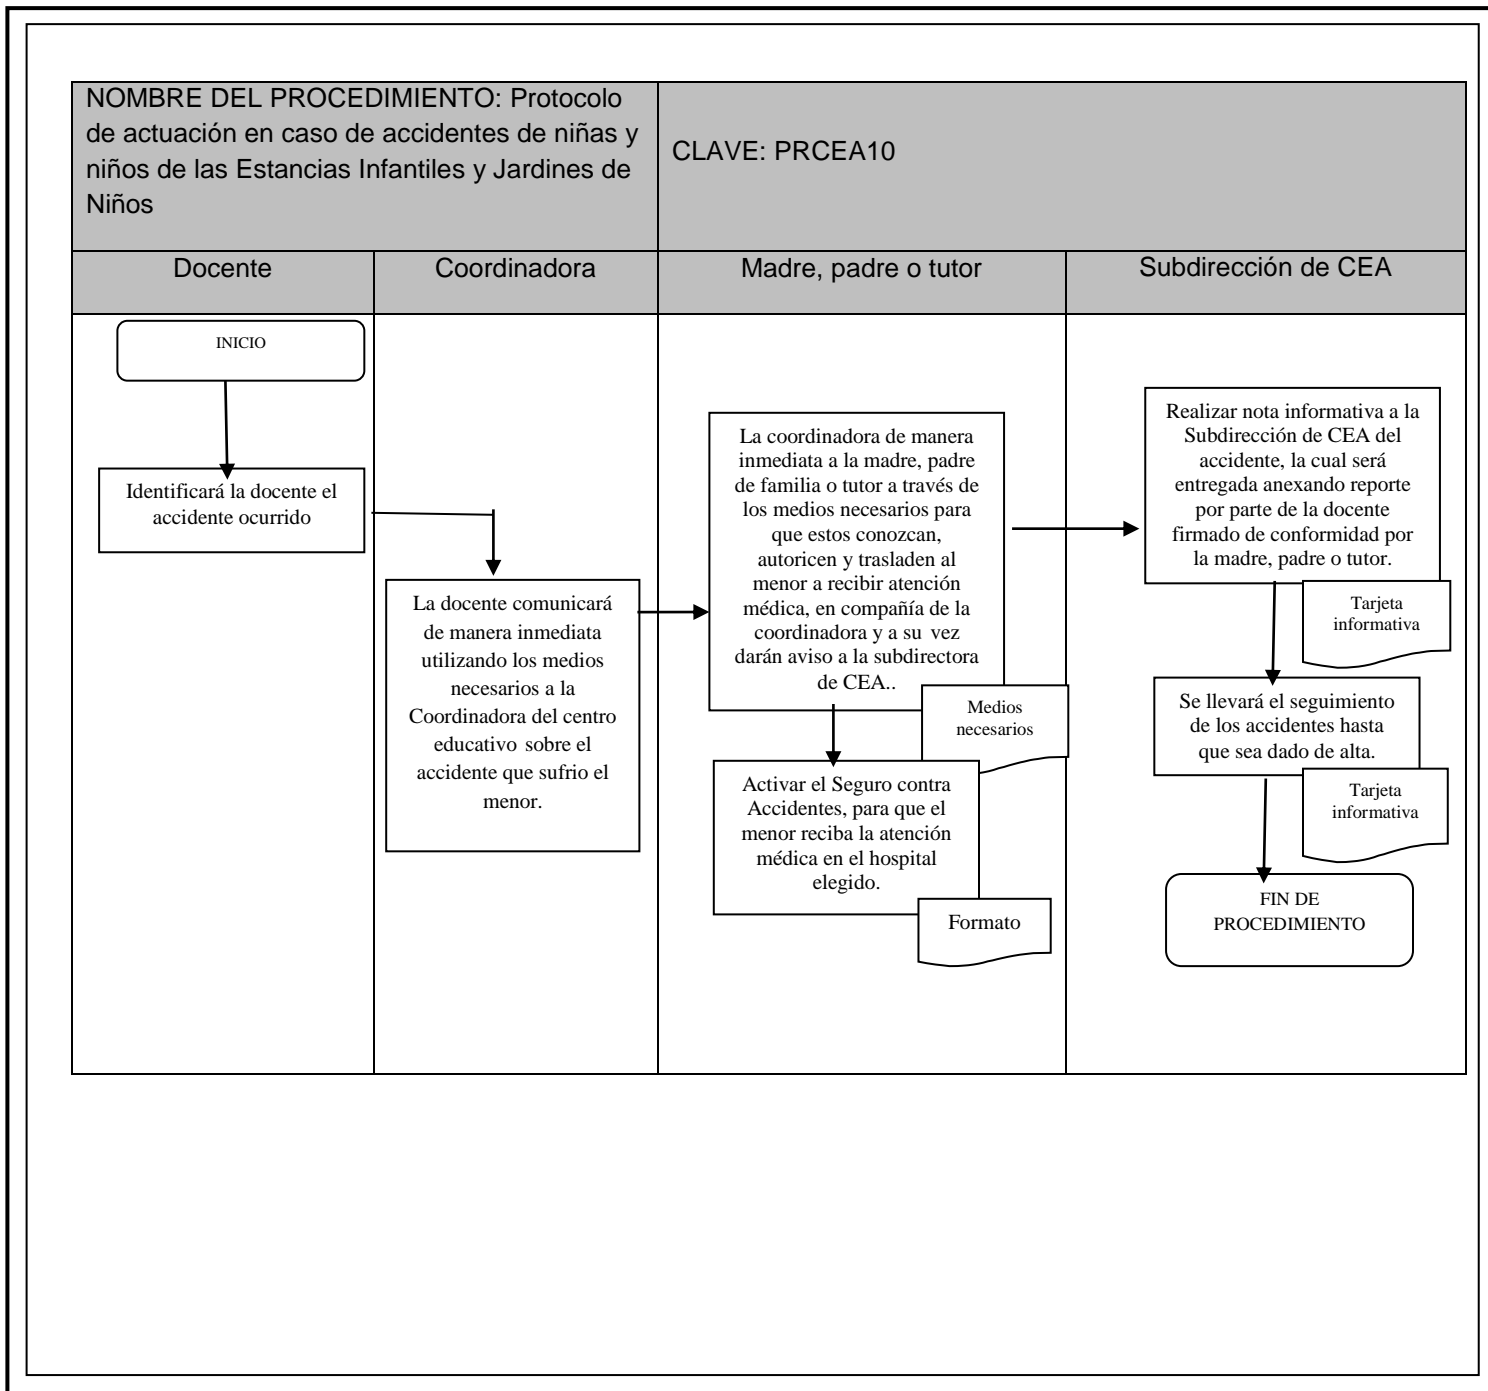 NOMBRE DEL PROCEDIMIENTO: Protocolo
de actuación en caso de accidentes de niñas y
niños de las Estancias Infantiles y Jardines de
Niños
CLAVE: PRCEA10
Docente
Coordinadora
Madre, padre o tutor
Subdirección de CEA
INICIO
Identificará la docente el
accidente ocurrido
La docente comunicará
de manera inmediata
utilizando los medios
necesarios a la
Coordinadora del centro
educativo sobre el
accidente que sufrio el
menor.
La coordinadora de manera
inmediata a la madre, padre
de familia o tutor a través de
los medios necesarios para
que estos conozcan,
autoricen y trasladen al
menor a recibir atención
médica, en compañía de la
coordinadora y a su vez
darán aviso a la subdirectora
de CEA..
Medios
necesarios
Activar el Seguro contra
Accidentes, para que el
menor reciba la atención
médica en el hospital
elegido.
Formato
Realizar nota informativa a la
Subdirección de CEA del
accidente, la cual será
entregada anexando reporte
por parte de la docente
firmado de conformidad por
la madre, padre o tutor.
Tarjeta
informativa
Se llevará el seguimiento
de los accidentes hasta
que sea dado de alta.
Tarjeta
informativa
FIN DE
PROCEDIMIENTO